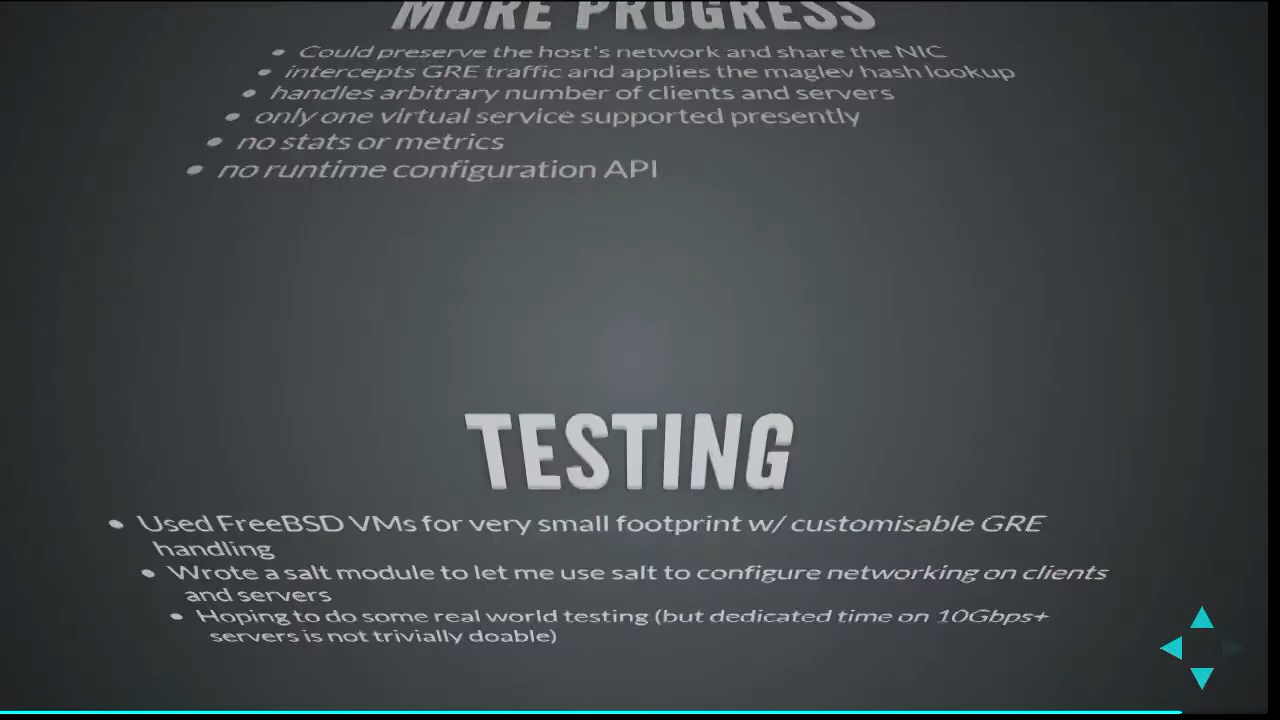 MORE PROGRESS
• Could preserve the host's network and share the NIC
• intercepts GRE traffic and applies the maglev hash lookup
• handles arbitrary number of clients and servers
• only one virtual service supported presently
• no stats or metrics
• no runtime configuration API
TESTING
• Used FreeBSD VMs for very small footprint w/ customisable GRE
handling
• Wrote a salt module to let me use salt to configure networking on clients
and servers
• Hoping to do some real world testing (but dedicated time on 10Gbps+
servers is not trivially doable)